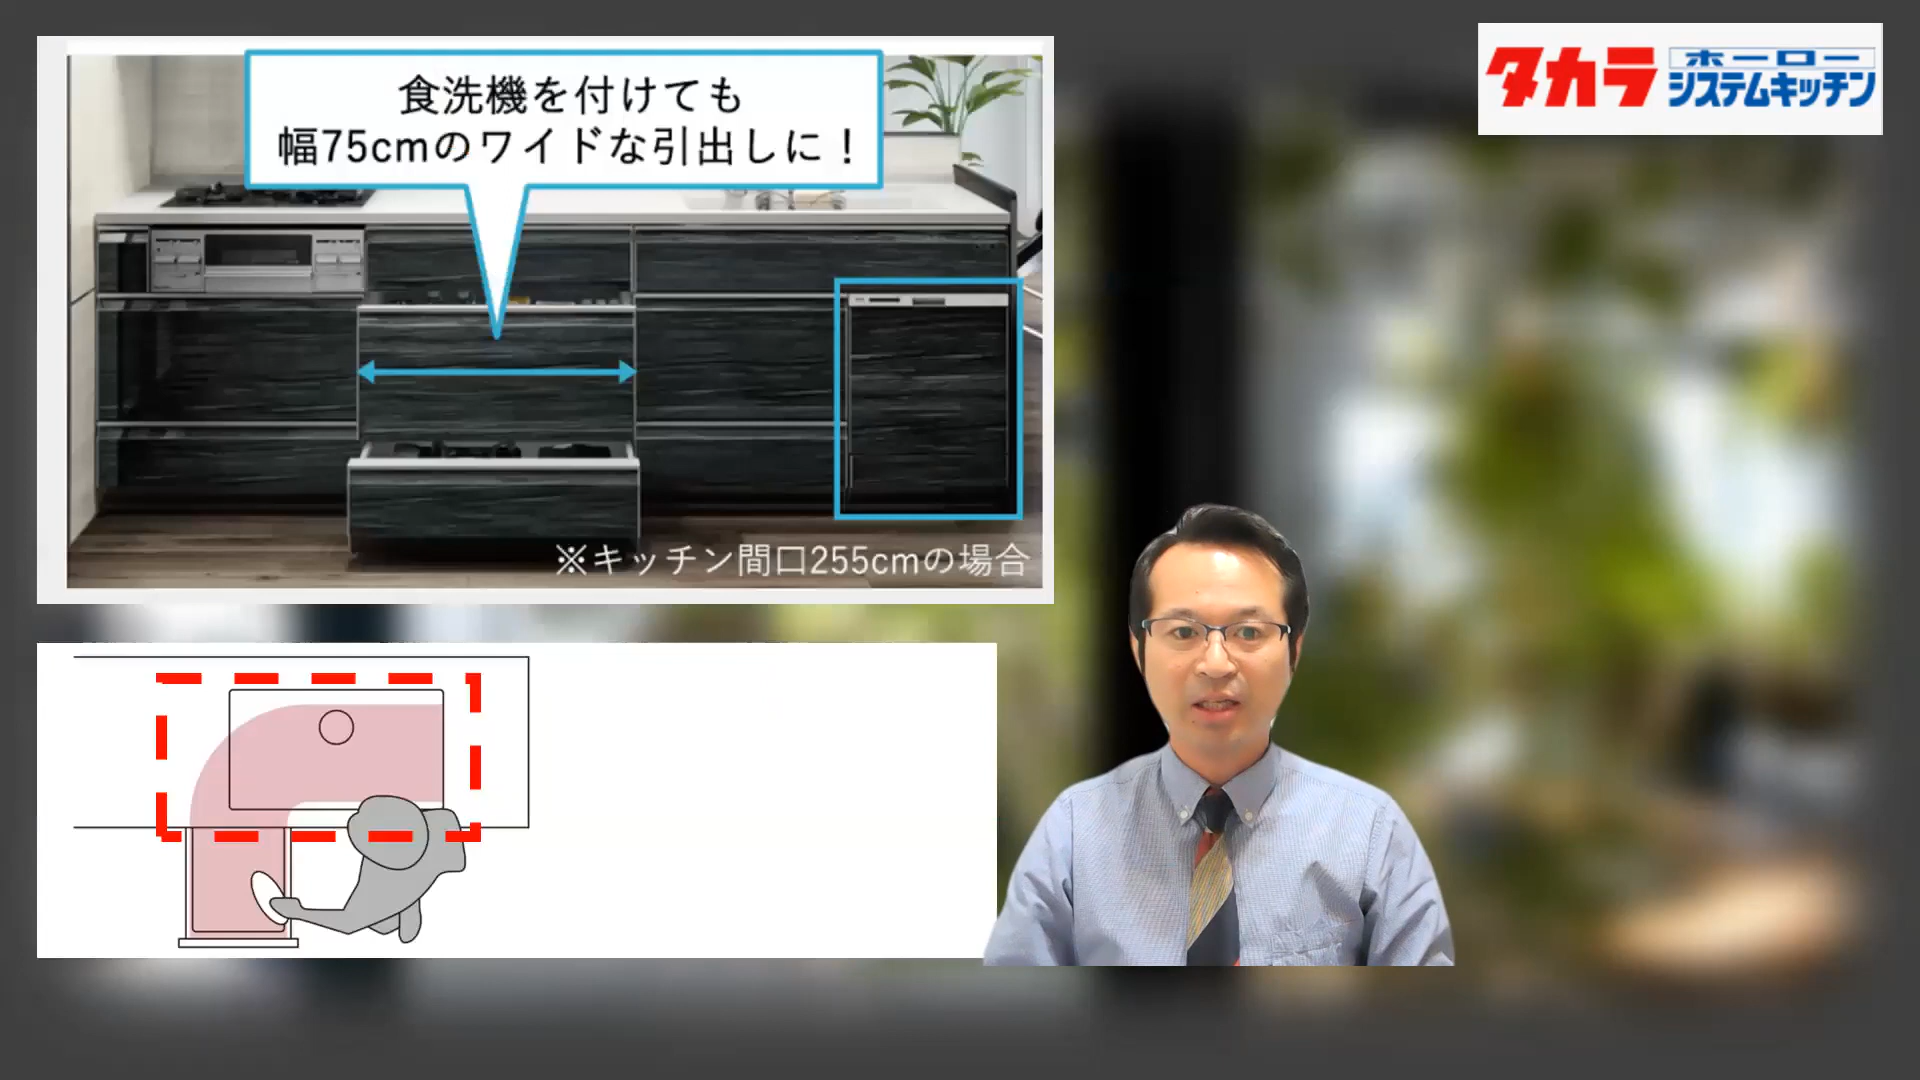 食洗機を付けても
幅75cmのワイドな引出しに！
※キッチン間口255cmの場合
タカラ
ホーロー
システムキッチン